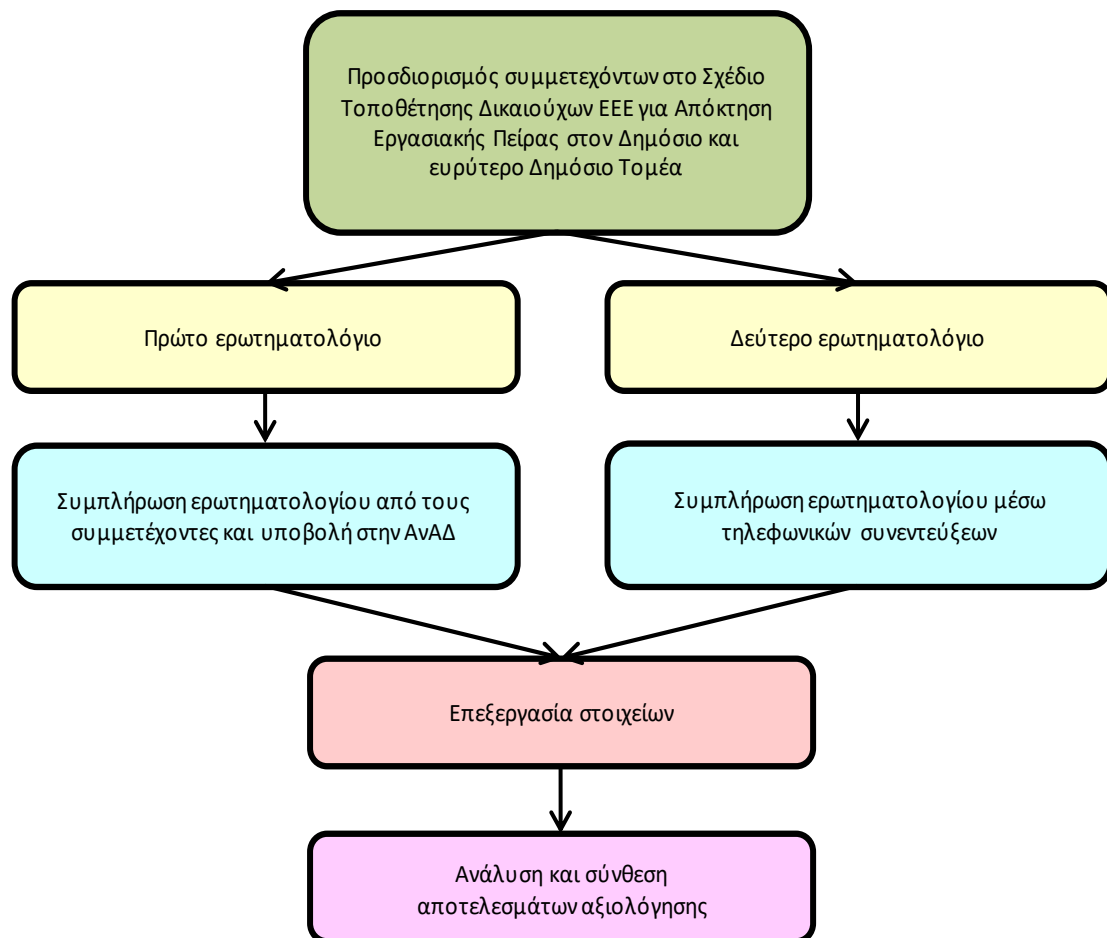 Προσδιορισμός συμμετεχόντων στο Σχέδιο
Τοποθέτησης Δικαιούχων ΕΕΕ για Απόκτηση
Εργασιακής Πείρας στον Δημόσιο και
ευρύτερο Δημόσιο Τομέα
Πρώτο ερωτηματολόγιο
Δεύτερο ερωτηματολόγιο
Συμπλήρωση ερωτηματολογίου από τους
συμμετέχοντες και υποβολή στην ΑνΑΔ
Συμπλήρωση ερωτηματολογίου μέσω
τηλεφωνικών συνεντεύξεων
Επεξεργασία στοιχείων
Ανάλυση και σύνθεση
αποτελεσμάτων αξιολόγησης